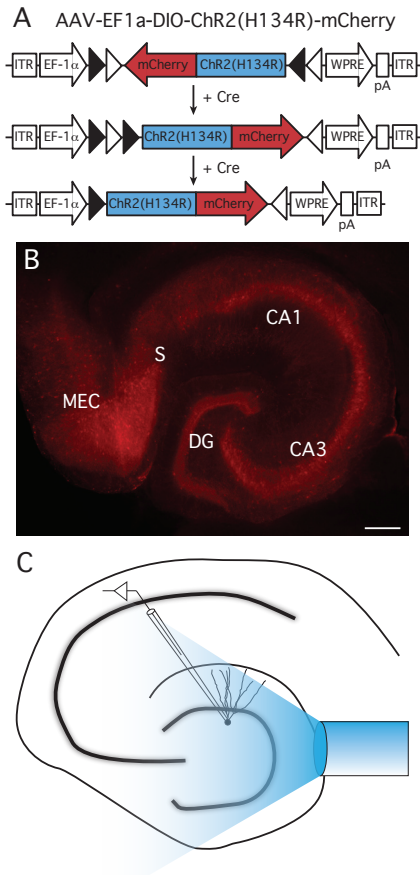 A AAV-EF1a-DIO-ChR2(H134R)-mCherry
ITR EF-1α mCherry ChR2(H134R) WPRE ITR
pA
+ Cre
ITR EF-1α ChR2(H134R) mCherry WPRE ITR
pA
+ Cre
ITR EF-1α ChR2(H134R) mCherry WPRE ITR
pA
B
CA1
S
MEC
DG
CA3
C